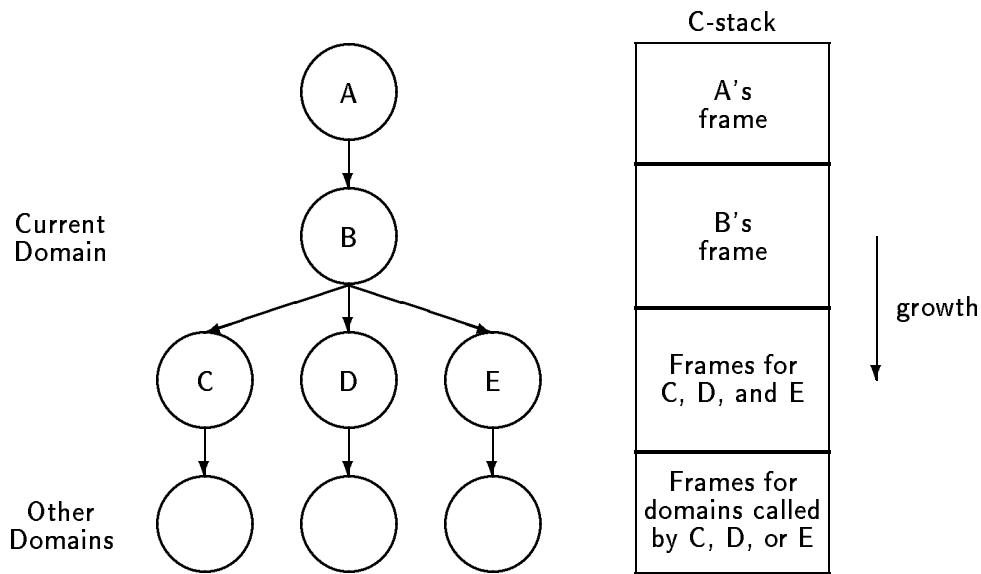 C-stack
A
A's
frame
Current
Domain
B
B's
frame
growth
C
D
E
Frames for
C, D, and E
Other
Domains
Frames for
domains called
by C, D, or E